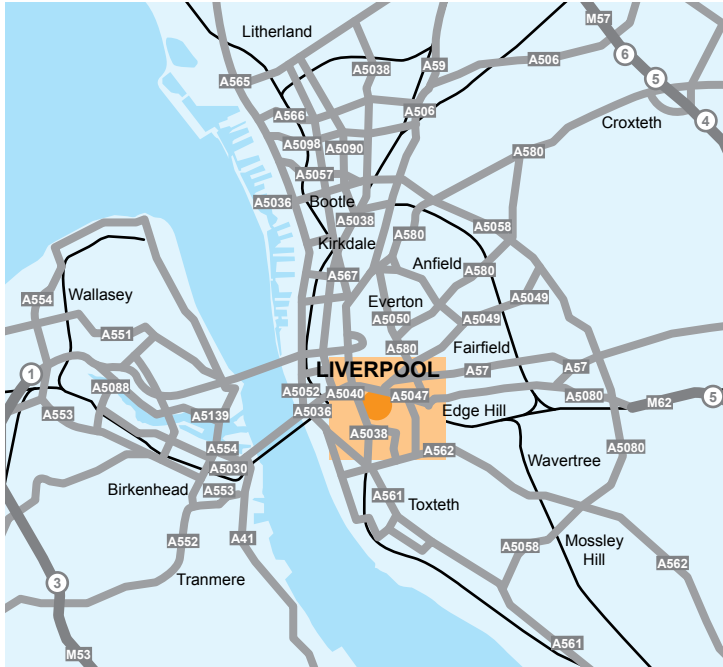 M57
Litherland
6
A5038
A59
A506
A565
5
A566
A506
4
Croxteth
A5098
A5090
A580
A5057
A5036
Bootle
A5038
A5058
A580
Kirkdale
Anfield
A580
A567
A554
Wallasey
A5049
Everton
A5050
A5049
A551
A580
Fairfield
LIVERPOOL
A57
A57
1
A5088
A5052
A5040
A5047
A5080
5
M62
A553
A5139
A5036
Edge Hill
A5038
A554
A562
A5080
A5030
Wavertree
Birkenhead
A553
A561
Toxteth
A552
A41
A5058
Mossley
Hill
A562
3
Tranmere
A561
M53